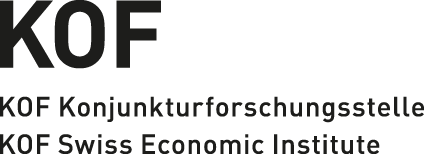 KOF
KOF Konjunkturforschungsstelle
KOF Swiss Economic Institute